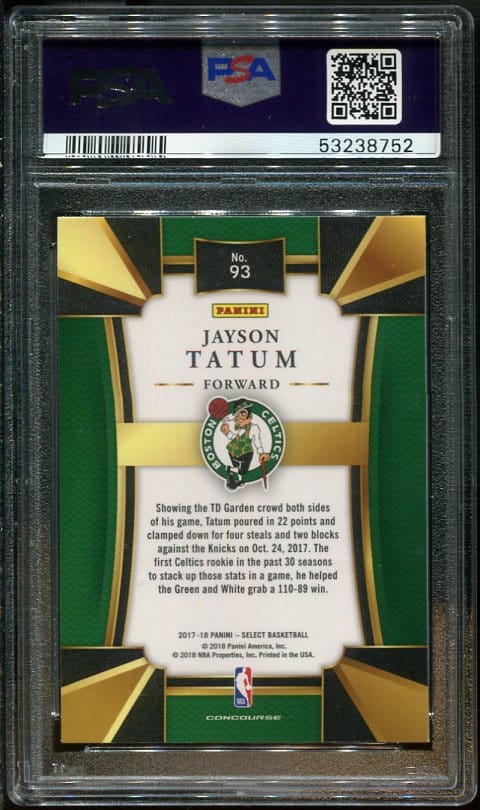 PSA
PSA
53238752
No.
93
PANINI
JAYSON
TATUM
FORWARD
BOSTON CELTICS
Showing the TD Garden crowd both sides
of his game, Tatum poured in 22 points and
clamped down for four steals and two blocks
against the Knicks on Oct. 24, 2017. The
first Celtics rookie in the past 30 seasons
to stack up those stats in a game, he helped
the Green and White grab a 110-89 win.
2017-18 PANINI – SELECT BASKETBALL
© 2018 Panini America, Inc.
© 2018 NBA Properties, Inc. Printed in the USA.
NBA
CONCOURSE